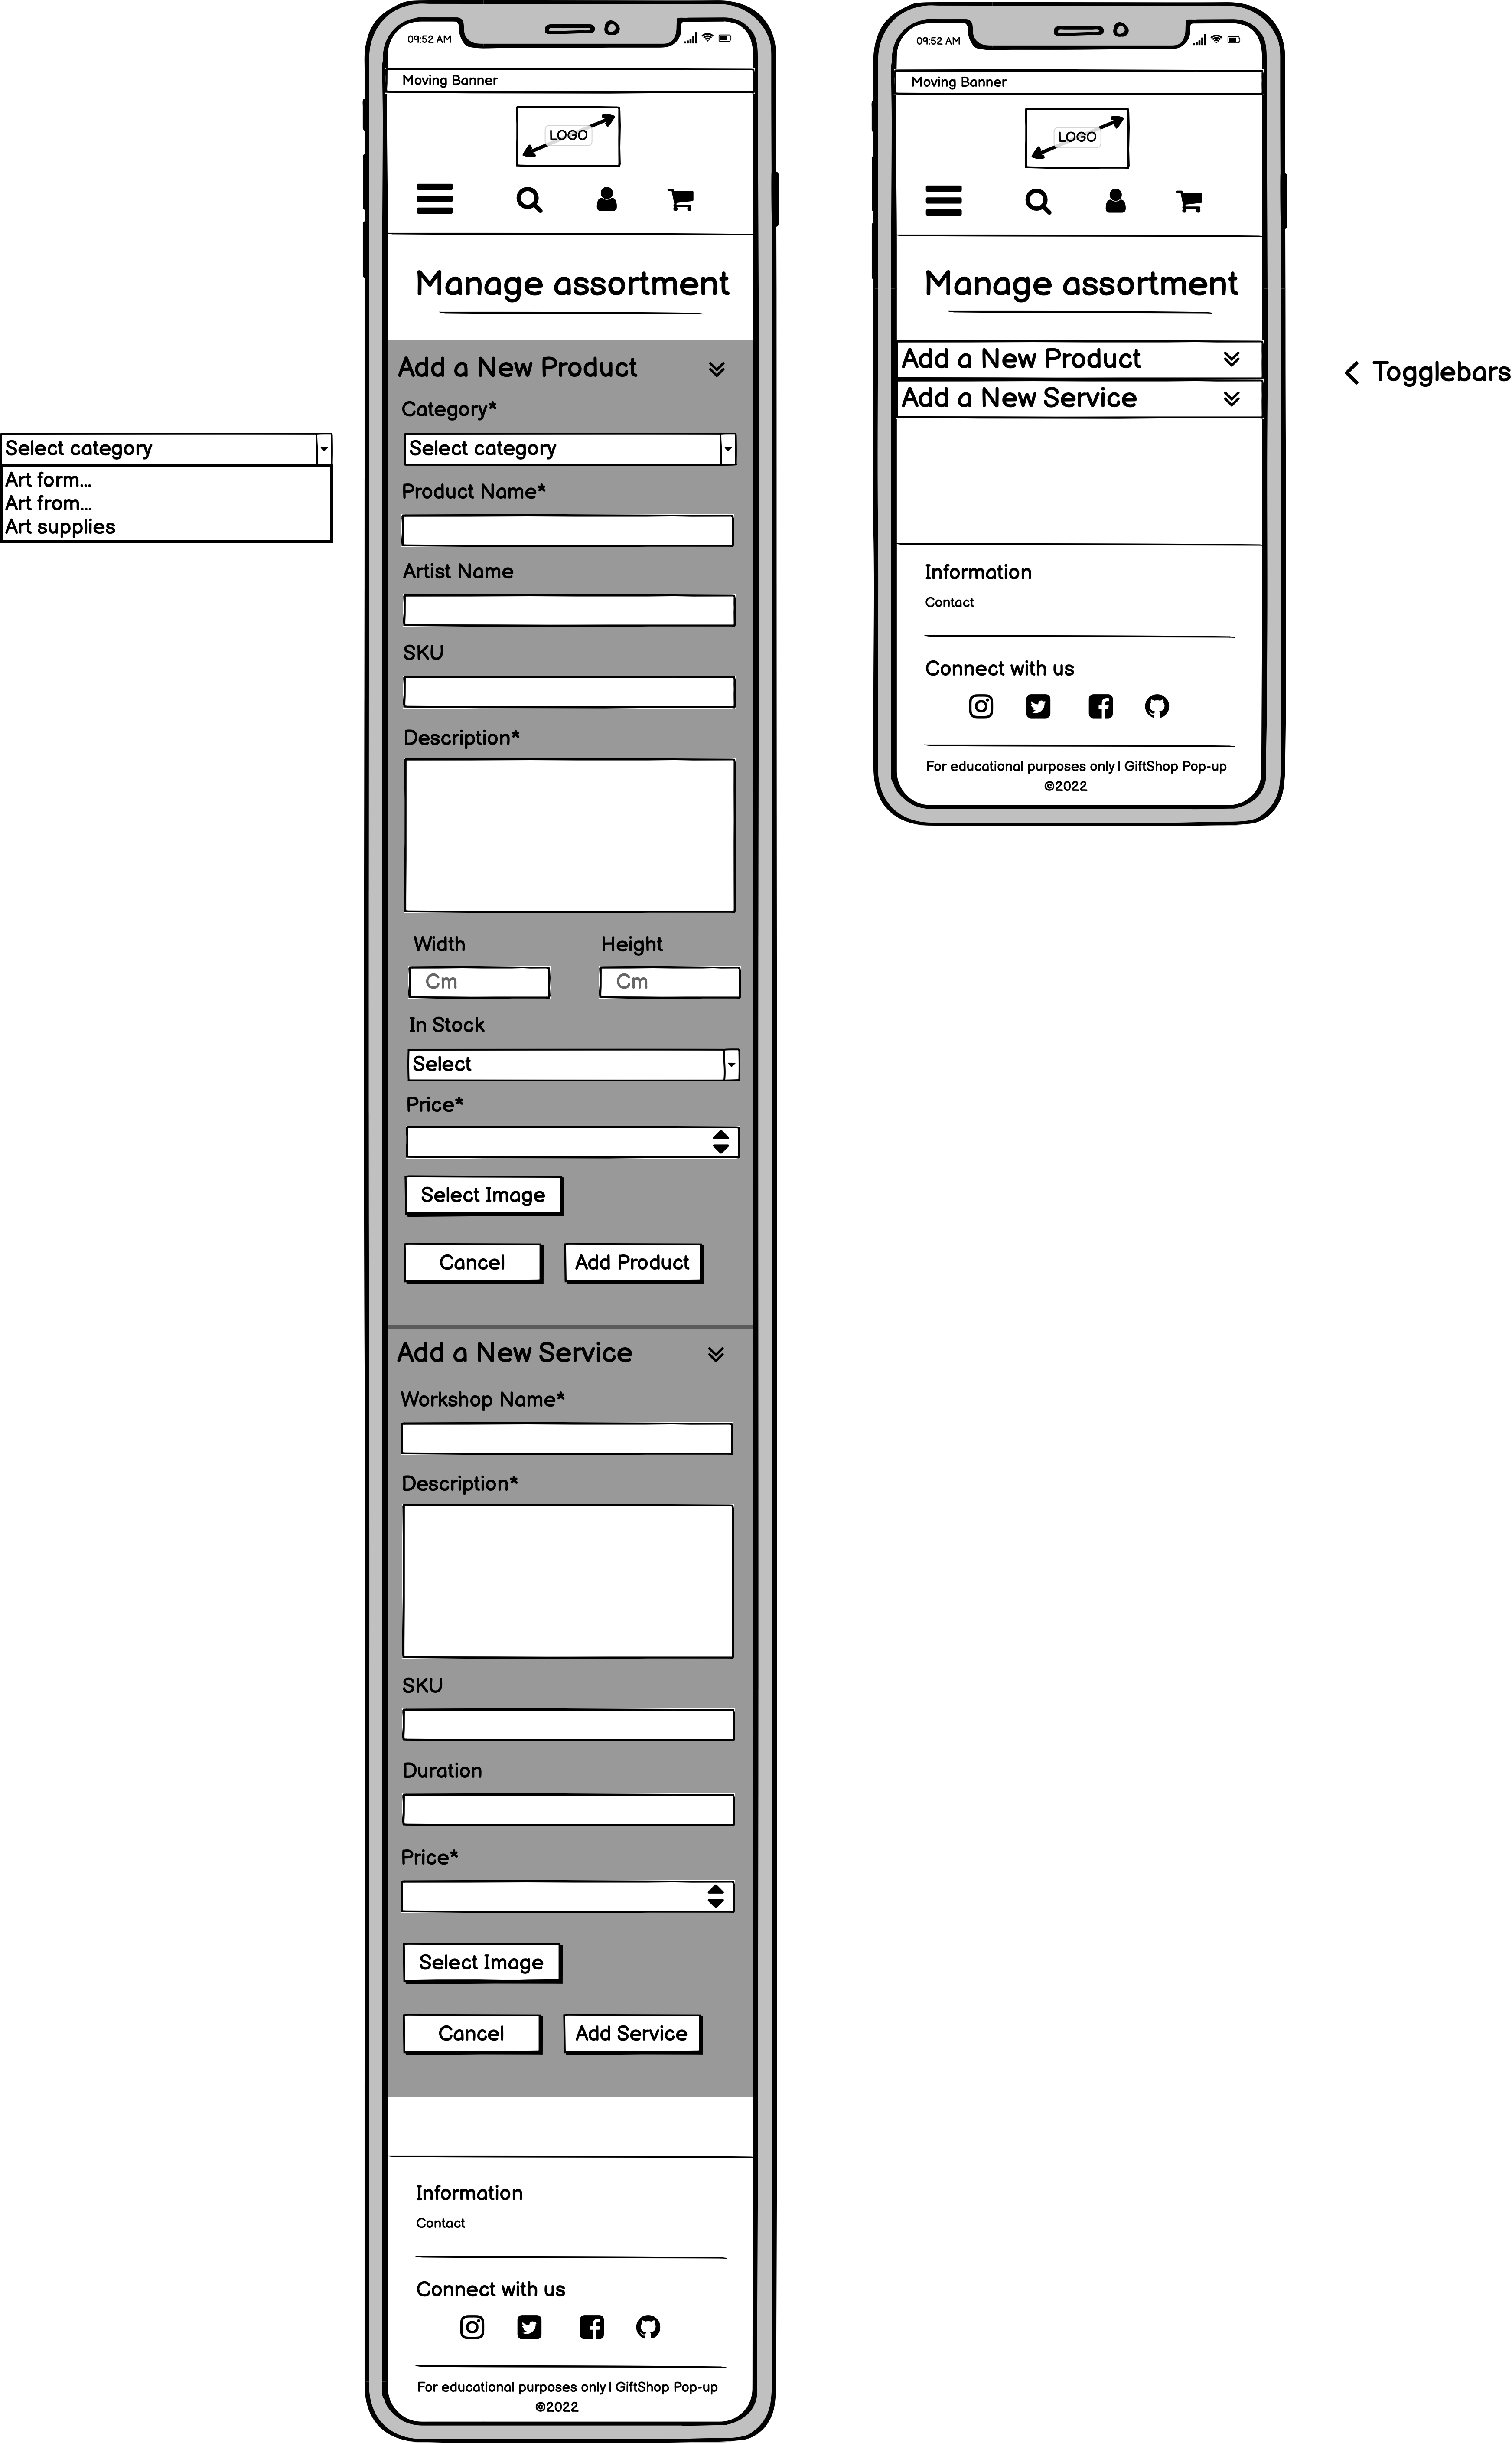 Select category
Art form...
Art from...
Art supplies
09:52 AM
Moving Banner
LOGO
Manage assortment
Add a New Product
Category*
Select category
Product Name*
Artist Name
SKU
Description*
Width Height
Cm Cm
In Stock
Select
Price*
Select Image
Cancel Add Product
Add a New Service
Workshop Name*
Description*
SKU
Duration
Price*
Select Image
Cancel Add Service
Information
Contact
Connect with us
For educational purposes only | GiftShop Pop-up
©2022
09:52 AM
Moving Banner
LOGO
Manage assortment
Add a New Product
Add a New Service
Information
Contact
Connect with us
For educational purposes only | GiftShop Pop-up
©2022
Togglebars